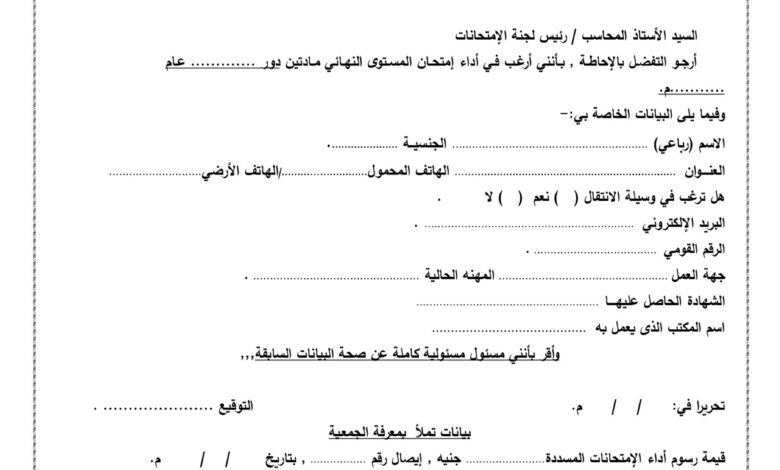 السيد الأستاذ المحاسب / رئيس لجنة الإمتحانات
أرجو التفضل بالإحاطة , بأنني أرغب في أداء إمتحان المستوى النهائي مادتين دور ............. عام
...........م.
وفيما يلى البيانات الخاصة بي:-
الاسم (رباعي) .................................................. الجنسية .....................
العنوان .................................................. الهاتف المحمول........................../الهاتف الأرضي............................
هل ترغب في وسيلة الانتقال ( ) نعم ( ) لا .
البريد الإلكتروني .................................................. .
الرقم القومي .............................. .
جهة العمل ........................................ المهنه الحالية ........................................ .
الشهادة الحاصل عليهـا ..........................................
اسم المكتب الذى يعمل به ........................................
وأقر بأنني مسئول مسئولية كاملة عن صحة البيانات السابقة,,,
تحريرا في: / / م. التوقيع ....................... .
بيانات تملأ بمعرفة الجمعية
قيمة رسوم أداء الإمتحانات المسددة.................. جنيه , إيصال رقم ............. , بتاريخ / / م.